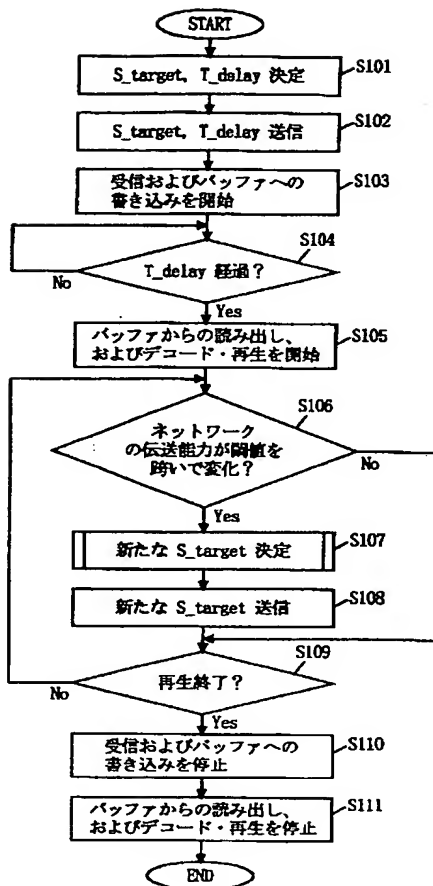 START
S_target, T_delay 決定
S101
S_target, T_delay 送信
S102
受信およびバッファへの
書き込みを開始
S103
S104
T_delay 経過?
No
Yes
バッファからの読み出し、
およびデコード・再生を開始
S105
S106
ネットワーク
の伝送能力が閾値を
跨いで変化?
No
Yes
新たな S_target 決定
S107
新たな S_target 送信
S108
S109
再生終了?
No
Yes
受信およびバッファへの
書き込みを停止
S110
バッファからの読み出し、
およびデコード・再生を停止
S111
END